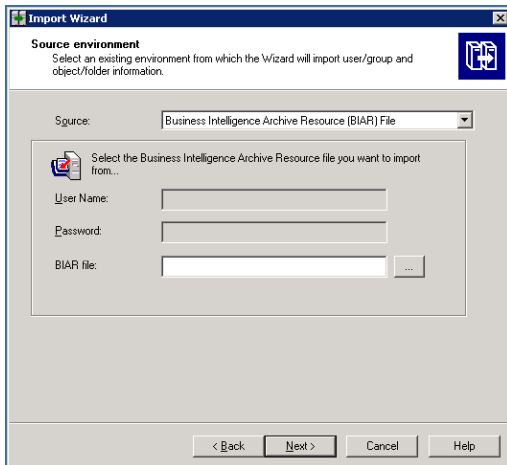 Import Wizard
Source environment
Select an existing environment from which the Wizard will import user/group and
object/folder information.
Source: Business Intelligence Archive Resource (BIAR) File
Select the Business Intelligence Archive Resource file you want to import
from...
User Name:
Password:
BIAR file: ...
< Back Next > Cancel Help